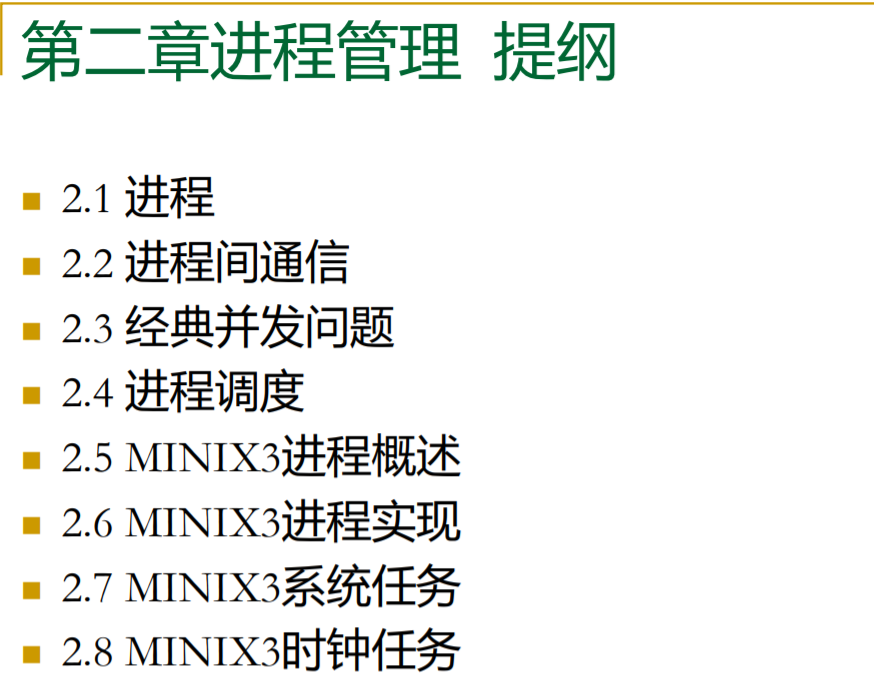 第二章进程管理 提纲
2.1 进程
2.2 进程间通信
2.3 经典并发问题
2.4 进程调度
2.5 MINIX3进程概述
2.6 MINIX3进程实现
2.7 MINIX3系统任务
2.8 MINIX3时钟任务